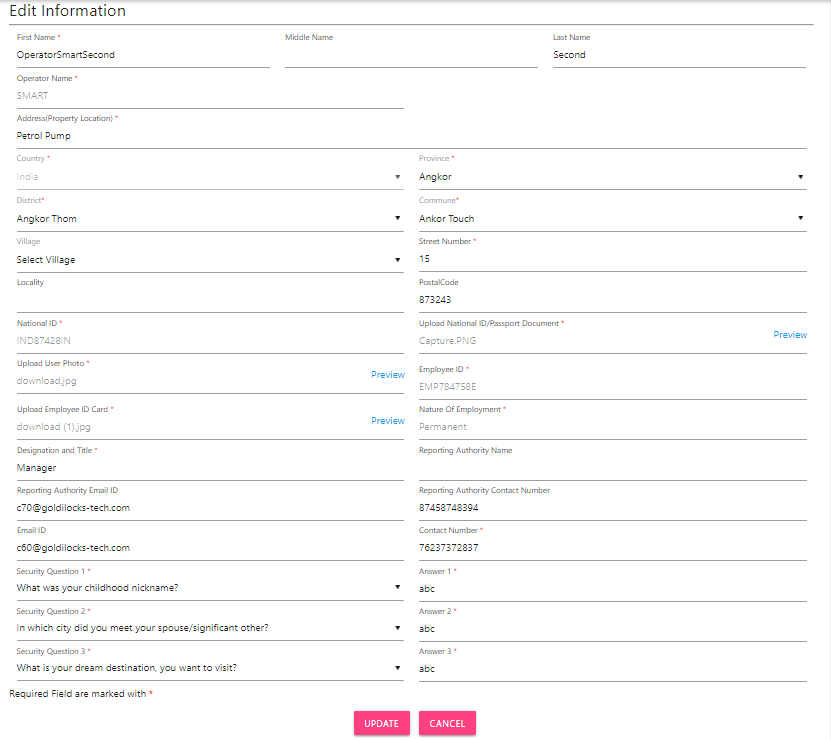 Edit Information
First Name * Middle Name Last Name
OperatorSmartSecond Second
Operator Name *
SMART
Address(Property Location) *
Petrol Pump
Country * Province *
India Angkor
District* Commune*
Angkor Thom Ankor Touch
Village Street Number *
Select Village 15
Locality PostalCode
873243
National ID * Upload National ID/Passport Document *
IND87428IN Capture.PNG Preview
Upload User Photo * Employee ID *
download.jpg Preview EMP784758E
Upload Employee ID Card * Nature Of Employment *
download (1).jpg Preview Permanent
Designation and Title * Reporting Authority Name
Manager
Reporting Authority Email ID Reporting Authority Contact Number
c70@goldilocks-tech.com 87458748394
Email ID Contact Number *
c60@goldilocks-tech.com 76237372837
Security Question 1 * Answer 1 *
What was your childhood nickname? abc
Security Question 2 * Answer 2 *
In which city did you meet your spouse/significant other? abc
Security Question 3 * Answer 3 *
What is your dream destination, you want to visit? abc
Required Field are marked with *
UPDATE CANCEL